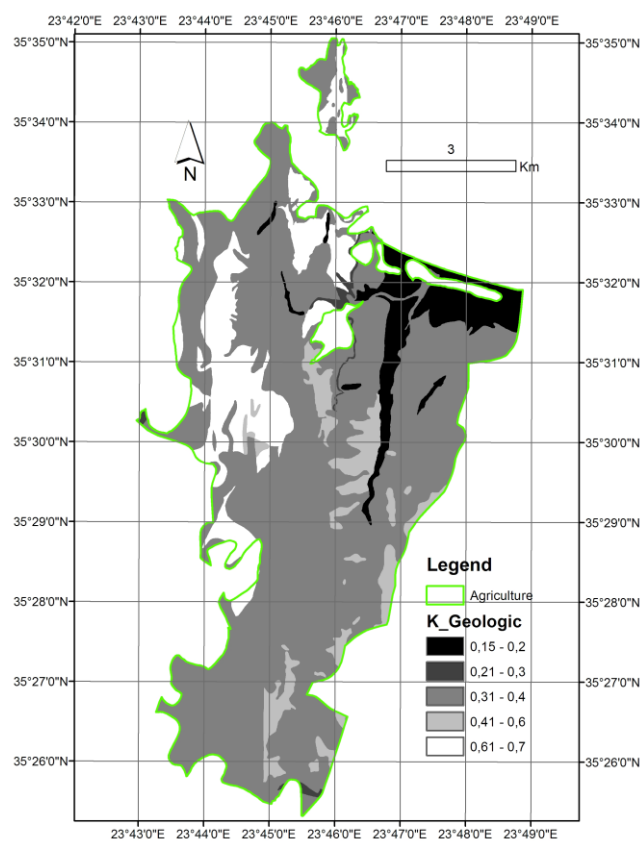 23°42'0"E 23°43'0"E 23°44'0"E 23°45'0"E 23°46'0"E 23°47'0"E 23°48'0"E 23°49'0"E
35°35'0"N 35°35'0"N
35°34'0"N 35°34'0"N
3
Km
N
35°33'0"N 35°33'0"N
35°32'0"N 35°32'0"N
35°31'0"N 35°31'0"N
35°30'0"N 35°30'0"N
35°29'0"N 35°29'0"N
Legend
Agriculture
35°28'0"N 35°28'0"N
K_Geologic
0,15 - 0,2
0,21 - 0,3
35°27'0"N 35°27'0"N
0,31 - 0,4
0,41 - 0,6
0,61 - 0,7
35°26'0"N 35°26'0"N
23°43'0"E 23°44'0"E 23°45'0"E 23°46'0"E 23°47'0"E 23°48'0"E 23°49'0"E